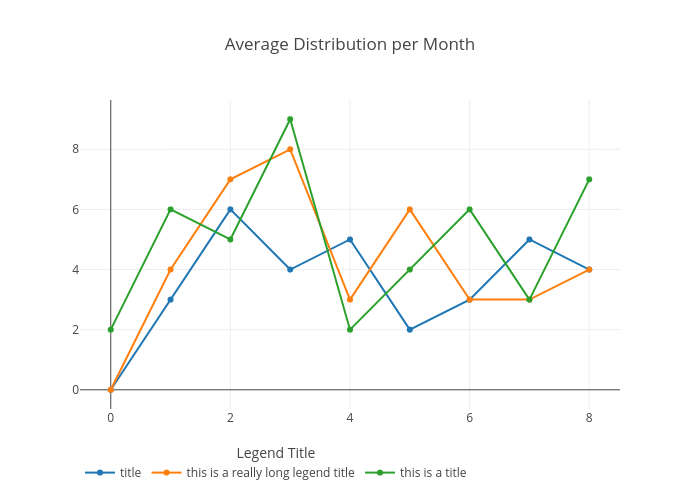 Average Distribution per Month
8
6
4
2
0
0 2 4 6 8
Legend Title
title this is a really long legend title this is a title